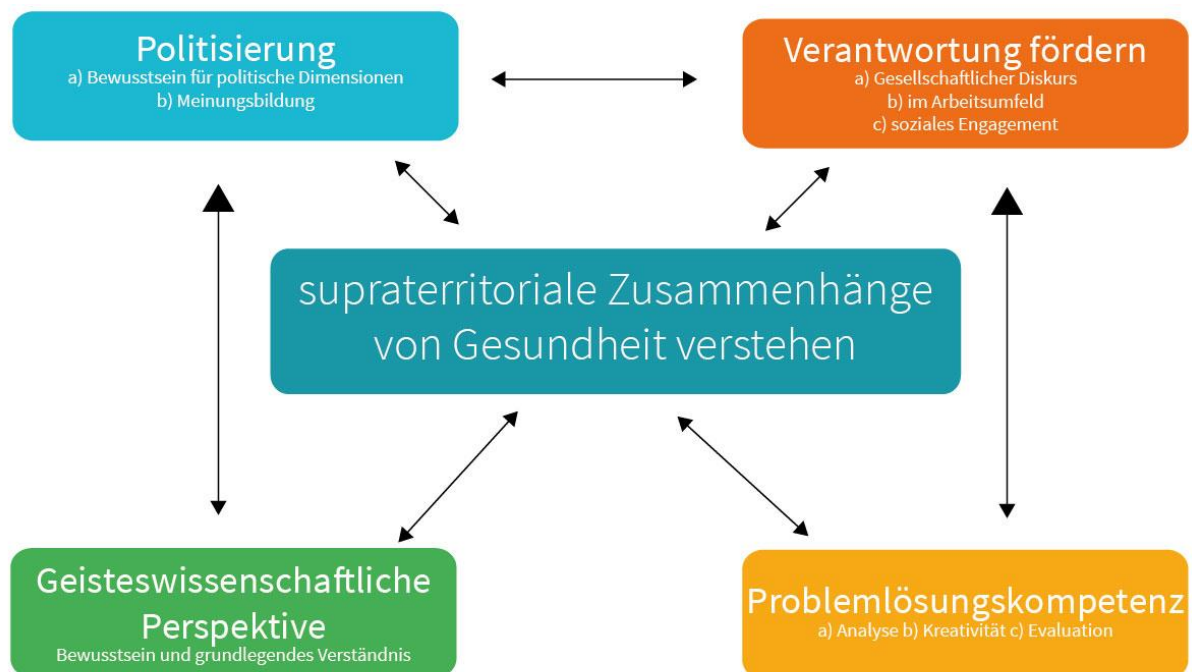 Politisierung
a) Bewusstsein für politische Dimensionen
b) Meinungsbildung
Verantwortung fördern
a) Gesellschaftlicher Diskurs
b) im Arbeitsumfeld
c) soziales Engagement
supraterritoriale Zusammenhänge
von Gesundheit verstehen
Geisteswissenschaftliche
Perspektive
Bewusstsein und grundlegendes Verständnis
Problemlösungskompetenz
a) Analyse b) Kreativität c) Evaluation